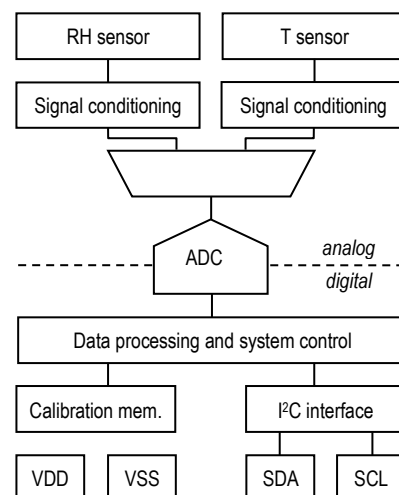 RH sensor
T sensor
Signal conditioning
Signal conditioning
ADC
analog
digital
Data processing and system control
Calibration mem.
I²C interface
VDD
VSS
SDA
SCL